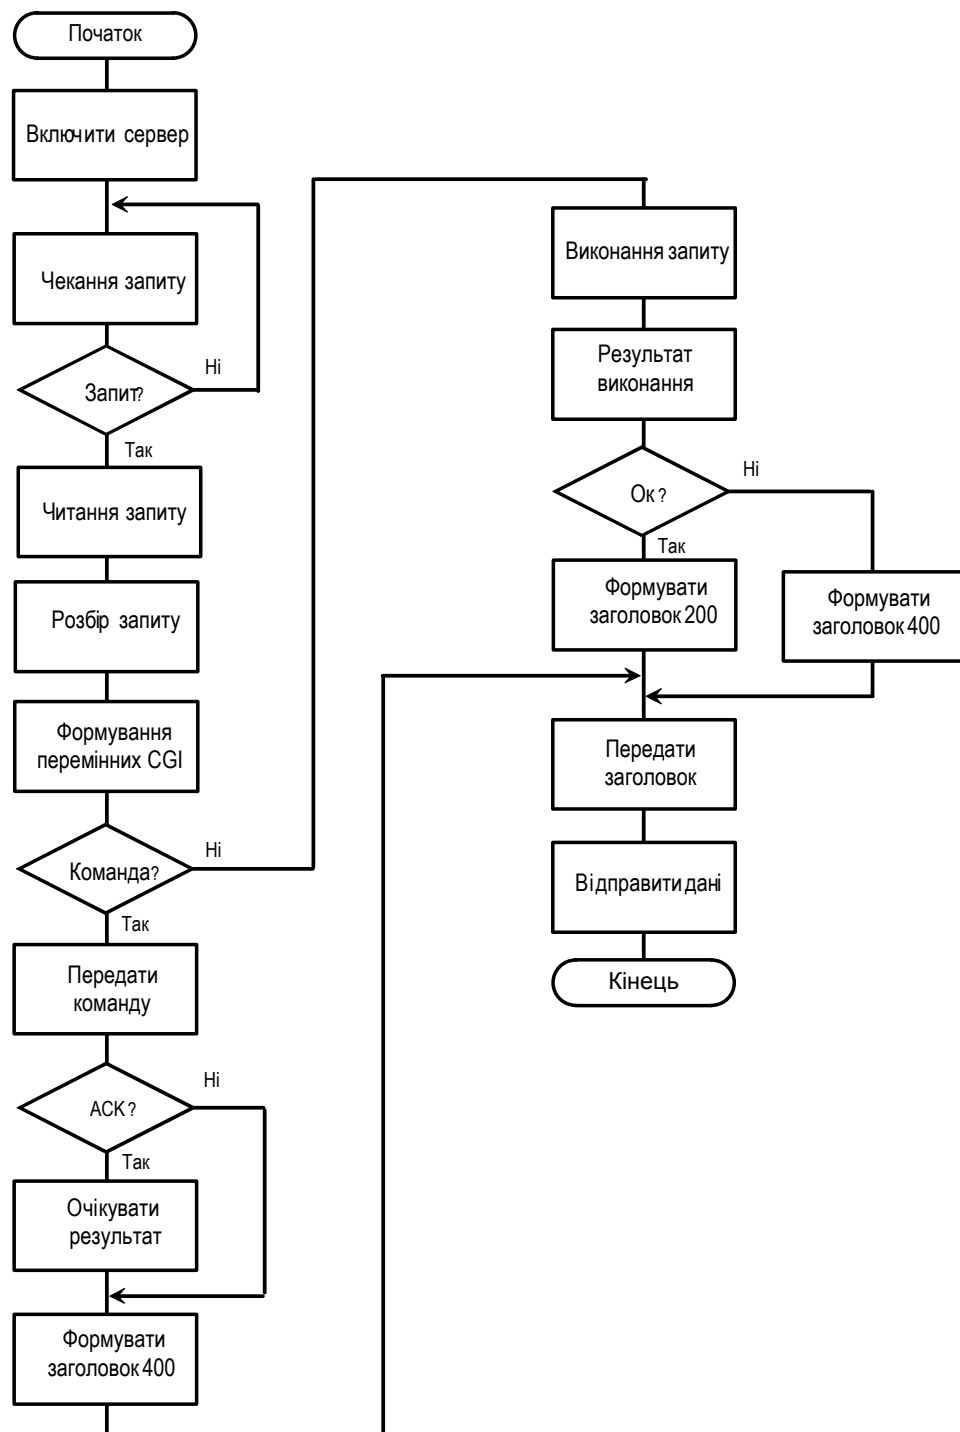 Початок
Включити сервер
Чекання запиту
Запит?
Ні
Так
Читання запиту
Розбір запиту
Формування
перемінних CGI
Команда?
Ні
Так
Передати
команду
ACK?
Ні
Так
Очікувати
результат
Формувати
заголовок 400
Виконання запиту
Результат
виконання
Ок?
Ні
Так
Формувати
заголовок 200
Формувати
заголовок 400
Передати
заголовок
Відправити дані
Кінець